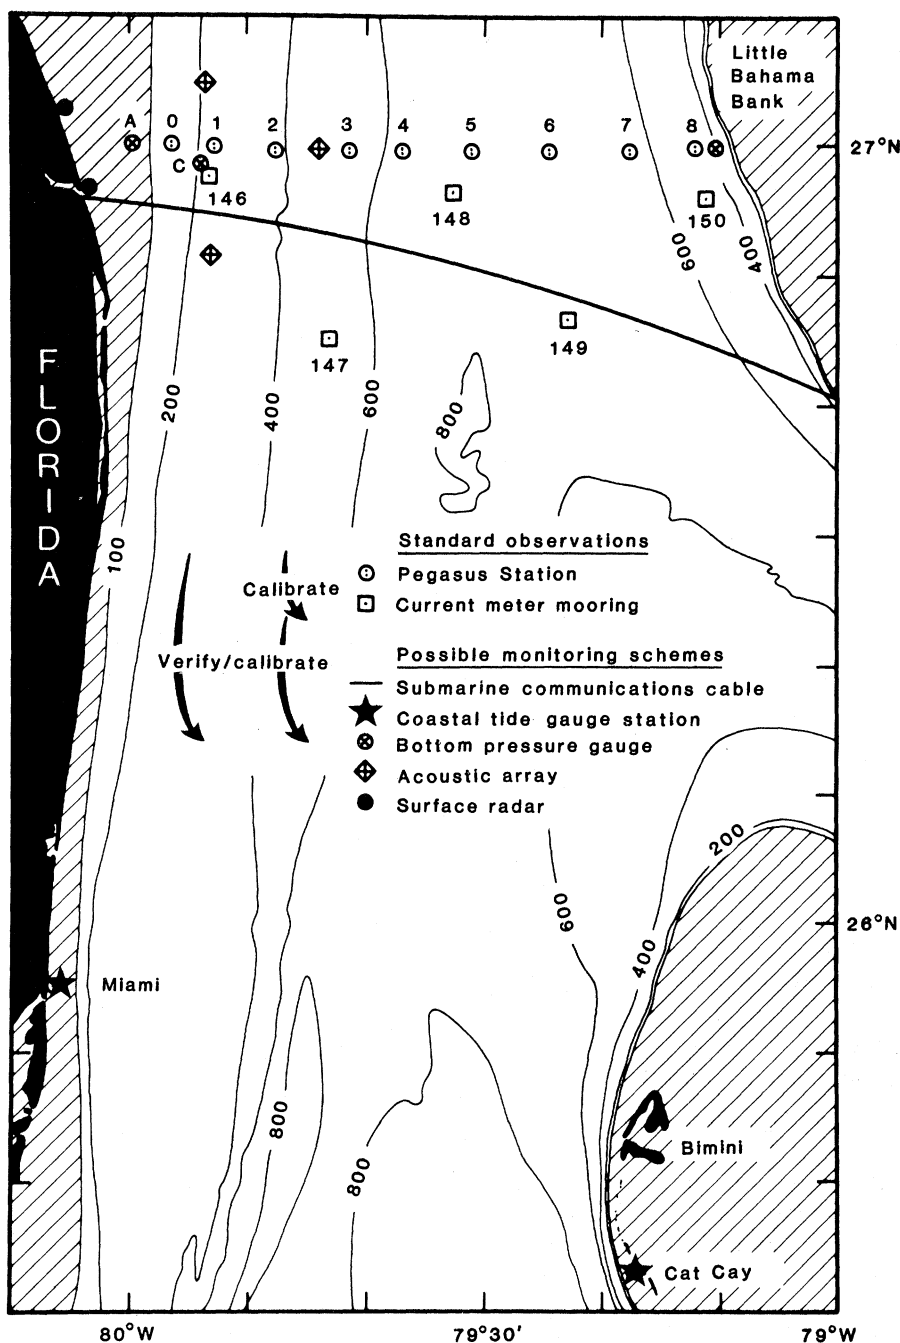 Little
Bahama
Bank
A 0 1 2 3 4 5 6 7 8
27°N
C
146
148
150
600
400
147
149
FLORIDA
200
400
600
800
100
Standard observations
Pegasus Station
Current meter mooring
Calibrate
Verify/calibrate
Possible monitoring schemes
Submarine communications cable
Coastal tide gauge station
Bottom pressure gauge
Acoustic array
Surface radar
200
600
400
26°N
Miami
800
800
Bimini
Cat Cay
80°W
79°30'
79°W